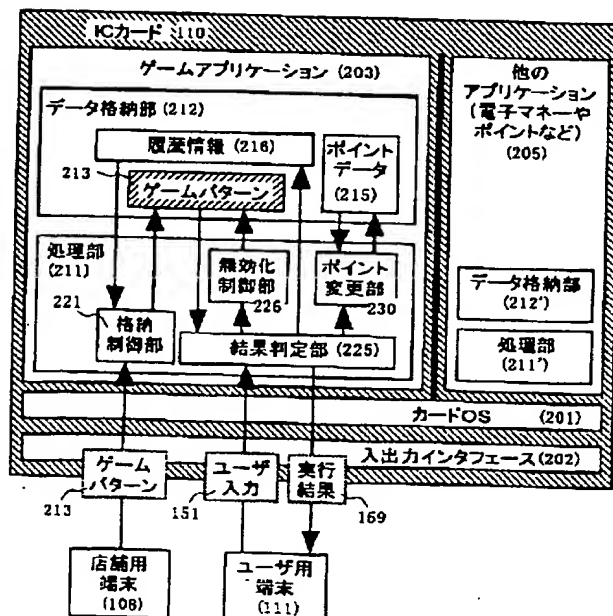 ICカード 110
ゲームアプリケーション(203)
データ格納部(212)
履歴情報(216)
213
ゲームパターン
ポイント
データ
(215)
処理部
(211)
221
格納
制御部
無効化
制御部
226
ポイント
変更部
230
結果判定部(225)
他の
アプリケーション
(電子マネーや
ポイントなど)
(205)
データ格納部
(212')
処理部
(211')
カードOS (201)
入出力インタフェース(202)
ゲーム
パターン
213
ユーザ
入力
151
実行
結果
169
店舗用
端末
(108)
ユーザ用
端末
(111)